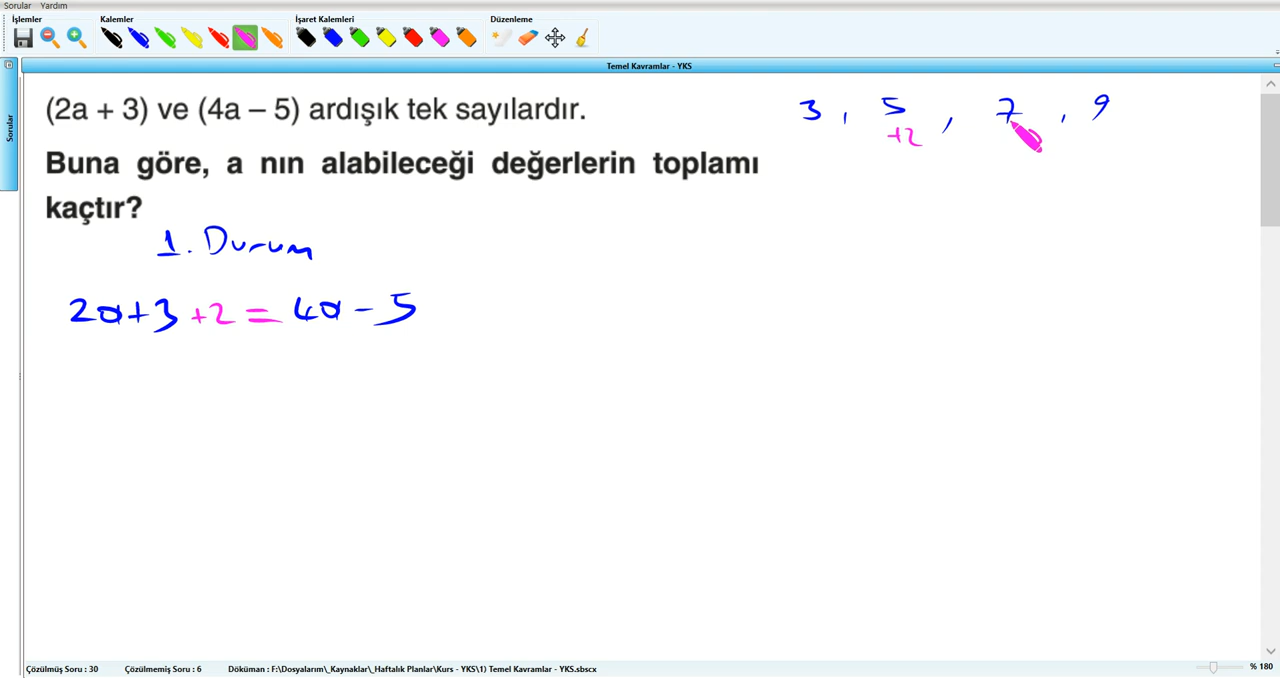 Sorular Yardım
İşlemler Kalemler İşaret Kalemleri Düzenleme
Temel Kavramlar - YKS
Sorular
(2a + 3) ve (4a – 5) ardışık tek sayılardır.
3 , 5 , 7 , 9
+2
Buna göre, a nın alabileceği değerlerin toplamı
kaçtır?
1. Durum
2a+3 +2 = 4a - 5
Çözülmüş Soru : 30 Çözülmemiş Soru : 6 Döküman : F:\Dosyalarım\_Kaynaklar\_Haftalık Planlar\Kurs - YKS\1) Temel Kavramlar - YKS.sbscx % 180